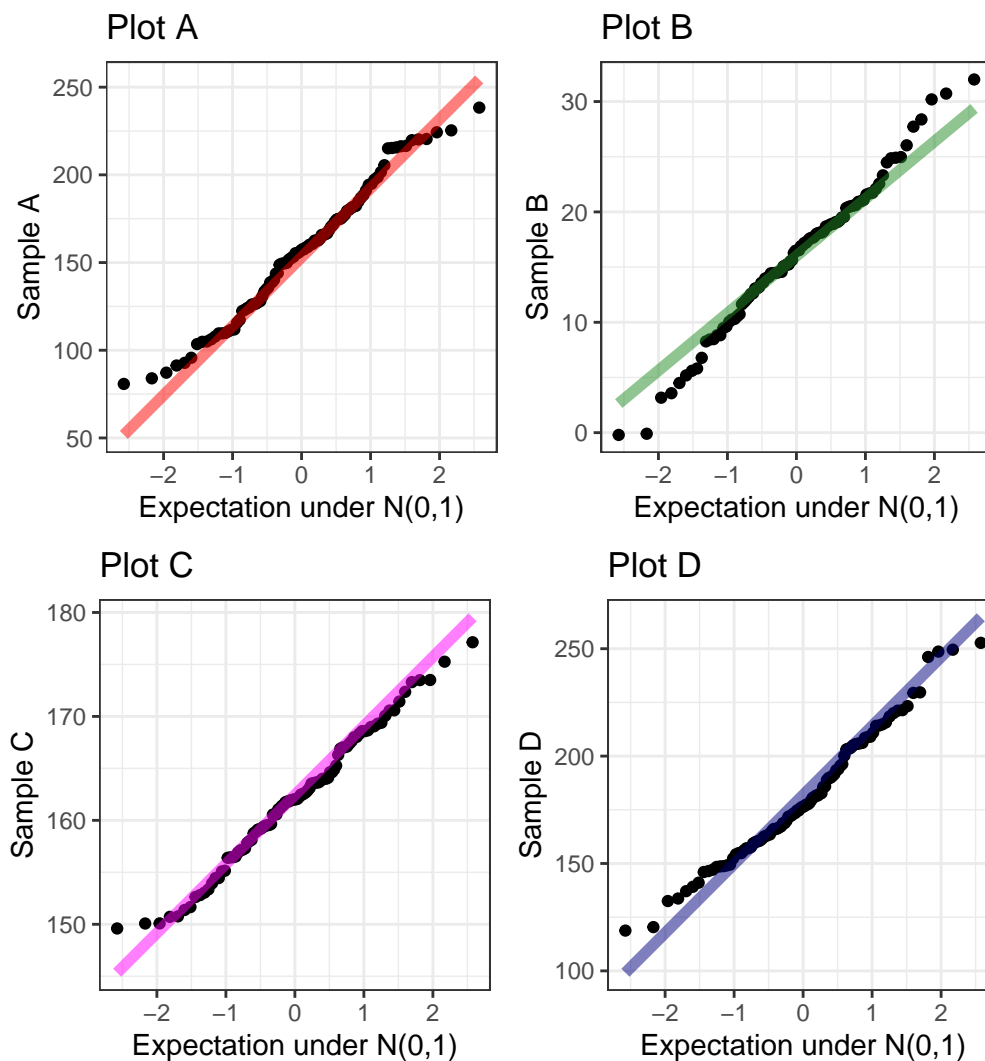 Plot A
250
200
150
100
50
Sample A
−2 −1 0 1 2
Expectation under N(0,1)
Plot B
30
20
10
0
Sample B
−2 −1 0 1 2
Expectation under N(0,1)
Plot C
180
170
160
150
Sample C
−2 −1 0 1 2
Expectation under N(0,1)
Plot D
250
200
150
100
Sample D
−2 −1 0 1 2
Expectation under N(0,1)